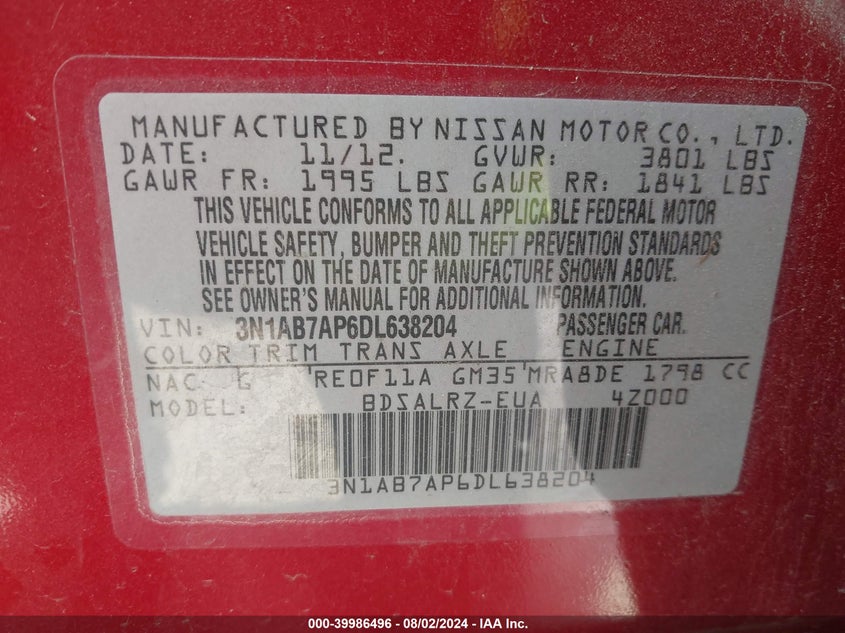 MANUFACTURED BY NISSAN MOTOR CO., LTD.
DATE: 11/12. GVWR: 3801 LBS
GAWR FR: 1995 LBS GAWR RR: 1841 LBS
THIS VEHICLE CONFORMS TO ALL APPLICABLE FEDERAL MOTOR
VEHICLE SAFETY, BUMPER AND THEFT PREVENTION STANDARDS
IN EFFECT ON THE DATE OF MANUFACTURE SHOWN ABOVE.
SEE OWNER'S MANUAL FOR ADDITIONAL INFORMATION.
VIN: 3N1AB7AP6DL638204 PASSENGER CAR.
COLOR TRIM TRANS AXLE ENGINE
NAC G RE0F11A GM35 MRA8DE 1798 CC
MODEL: BDSALRZ-EUA 4Z000
3N1AB7AP6DL638204
000-39986496 - 08/02/2024 - IAA Inc.